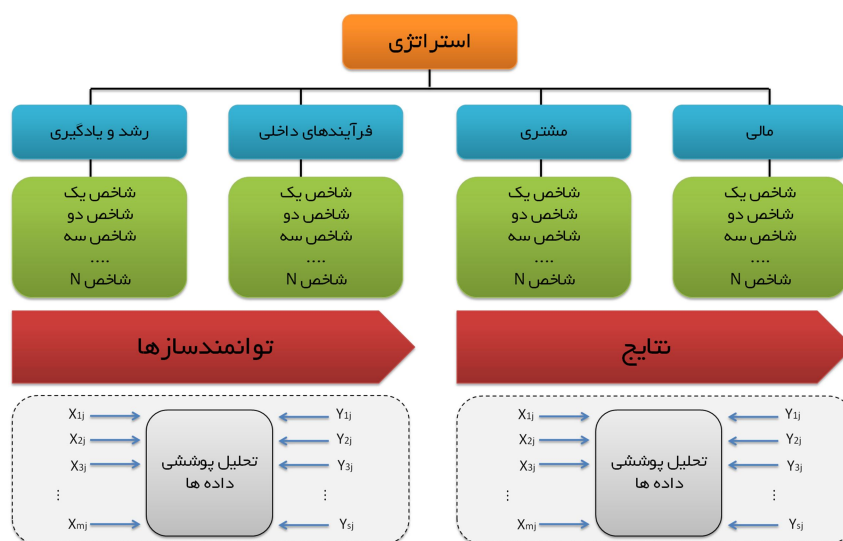 استراتژی
مالی
مشتری
فرآیندهای داخلی
رشد و یادگیری
شاخص یک
شاخص دو
شاخص سه
....
شاخص N
شاخص یک
شاخص دو
شاخص سه
....
شاخص N
شاخص یک
شاخص دو
شاخص سه
....
شاخص N
شاخص یک
شاخص دو
شاخص سه
....
شاخص N
نتایج
توانمندسازها
X1j
X2j
X3j
⋮
Xmj
تحلیل پوششی
داده ها
Y1j
Y2j
Y3j
⋮
Ysj
X1j
X2j
X3j
⋮
Xmj
تحلیل پوششی
داده ها
Y1j
Y2j
Y3j
⋮
Ysj